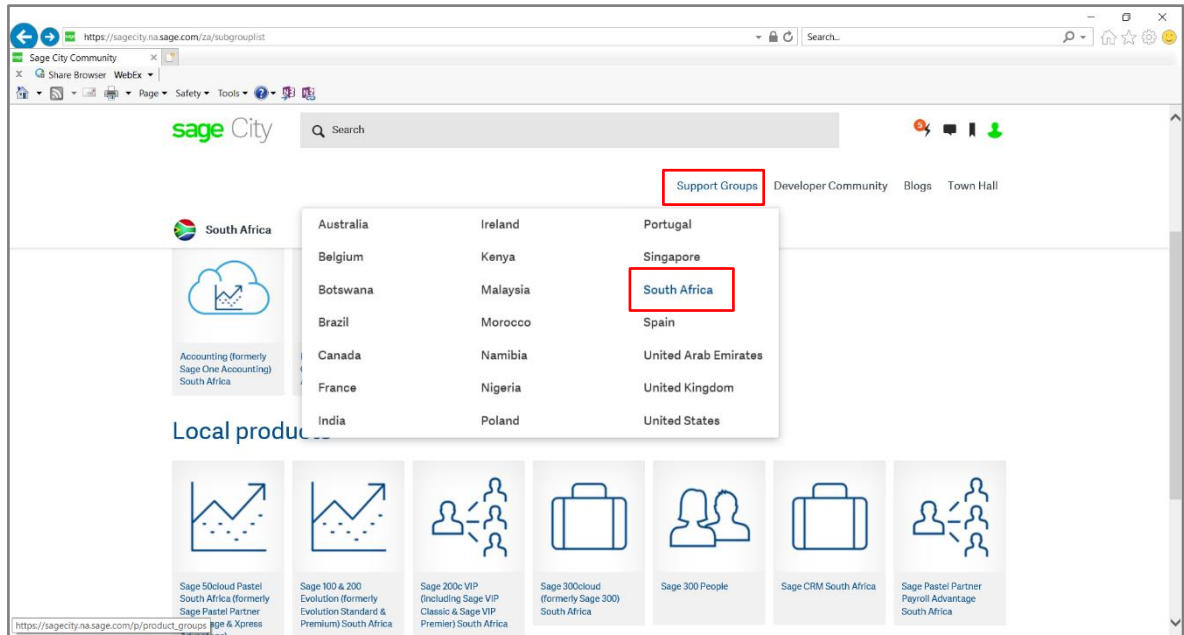 https://sagecity.na.sage.com/za/subgrouplist
Search...
Sage City Community
x Share Browser WebEx
Page Safety Tools
sage City
Search
5
Support Groups Developer Community Blogs Town Hall
South Africa
Australia Ireland Portugal
Belgium Kenya Singapore
Botswana Malaysia South Africa
Brazil Morocco Spain
Canada Namibia United Arab Emirates
France Nigeria United Kingdom
India Poland United States
Accounting (formerly
Sage One Accounting)
South Africa
Local products
Sage 50cloud Pastel
South Africa (formerly
Sage Pastel Partner
Sage 100 & 200
Evolution (formerly
Evolution Standard &
Premium) South Africa
Sage 200c VIP
(Including Sage VIP
Classic & Sage VIP
Premier) South Africa
Sage 300cloud
(formerly Sage 300)
South Africa
Sage 300 People
Sage CRM South Africa
Sage Pastel Partner
Payroll Advantage
South Africa
& Xpress
https://sagecity.na.sage.com/p/product_groups